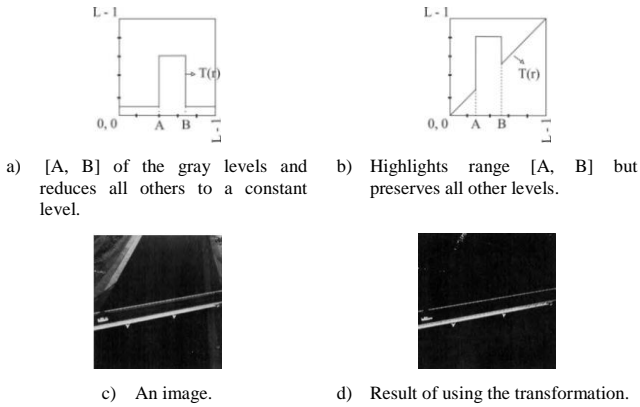 L - 1
T(r)
0, 0
A
B
L - 1
L - 1
T(r)
0, 0
A
B
L - 1
a) [A, B] of the gray levels and
reduces all others to a constant
level.
b) Highlights range [A, B] but
preserves all other levels.
c) An image.
d) Result of using the transformation.